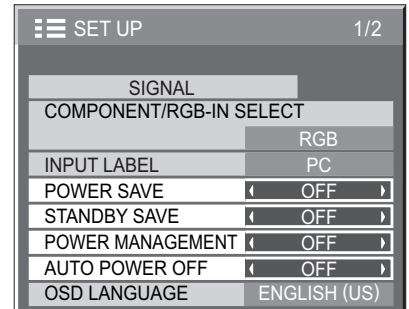 SET UP 1/2
SIGNAL
COMPONENT/RGB-IN SELECT
RGB
INPUT LABEL PC
POWER SAVE OFF
STANDBY SAVE OFF
POWER MANAGEMENT OFF
AUTO POWER OFF OFF
OSD LANGUAGE ENGLISH (US)